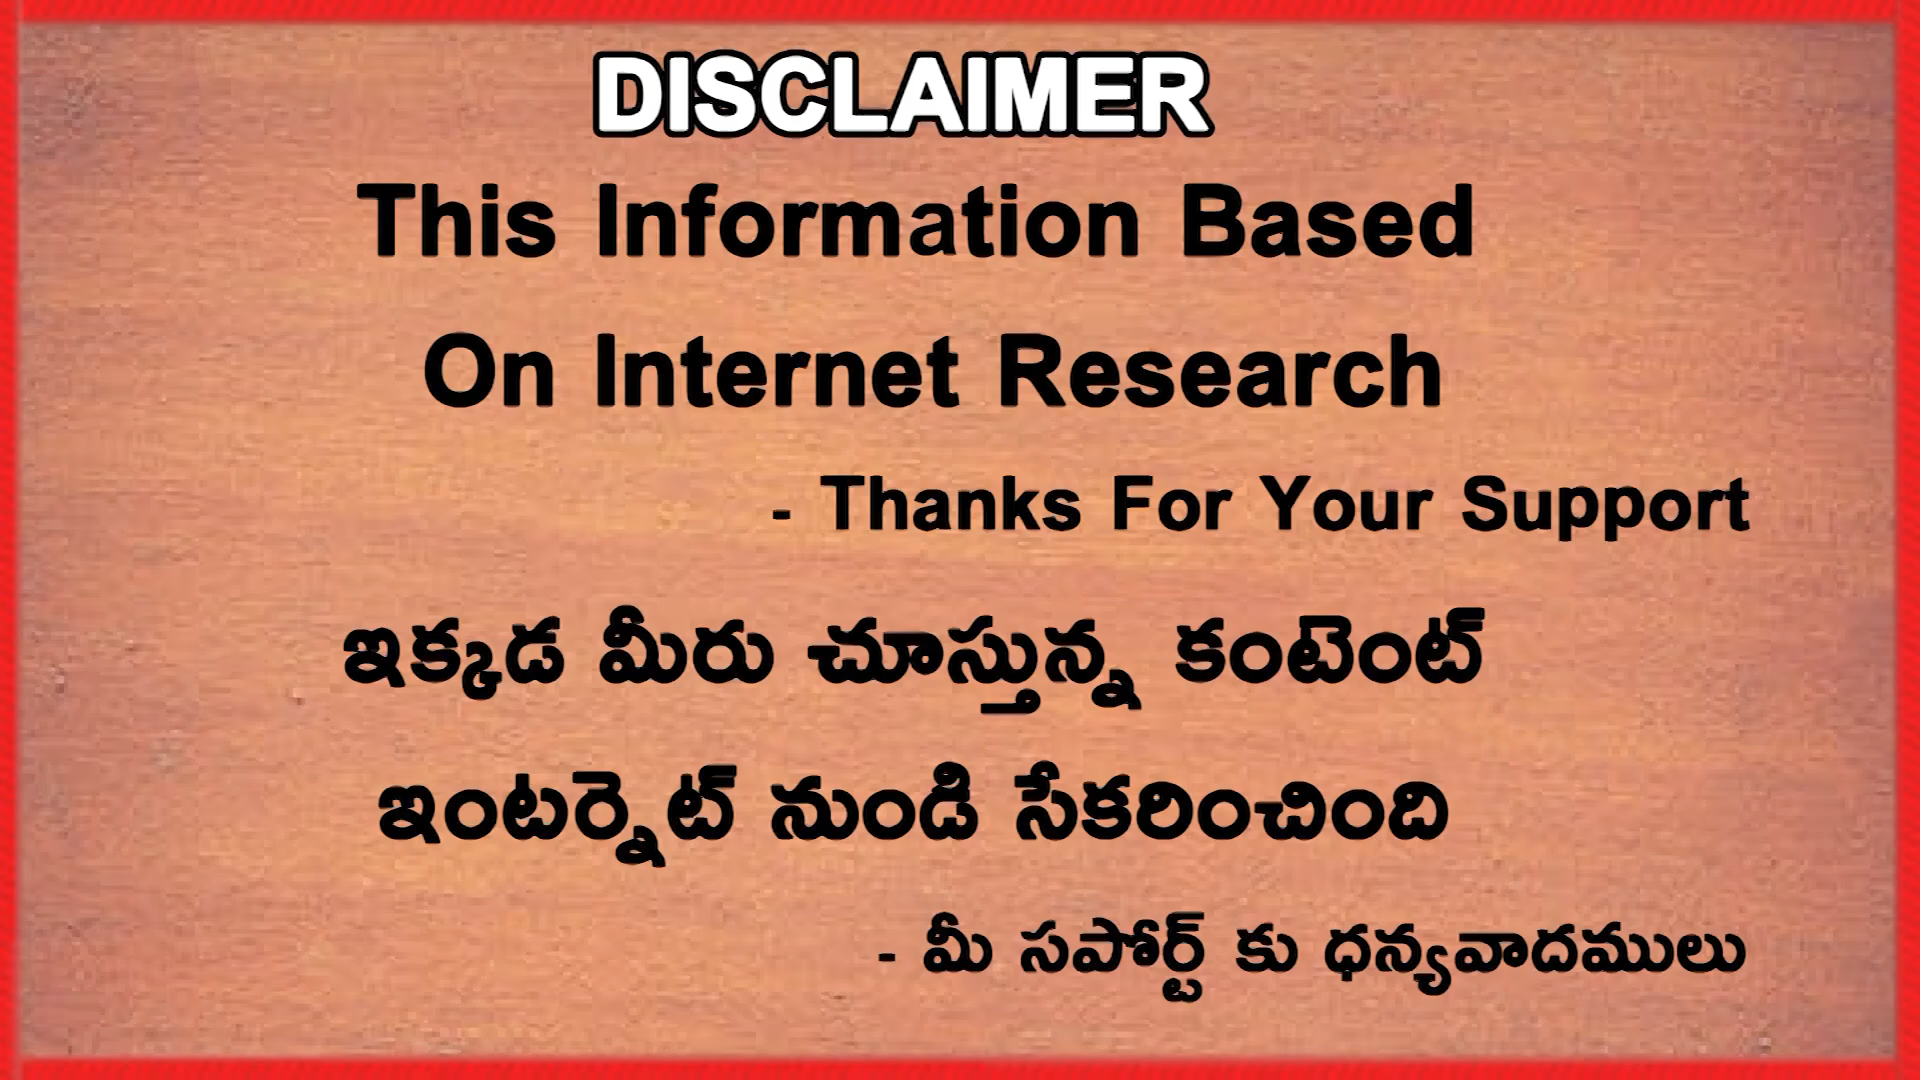 DISCLAIMER
This Information Based
On Internet Research
- Thanks For Your Support
ఇక్కడ మీరు చూస్తున్న కంటెంట్
ఇంటర్నెట్ నుండి సేకరించింది
- మీ సపోర్ట్ కు ధన్యవాదములు